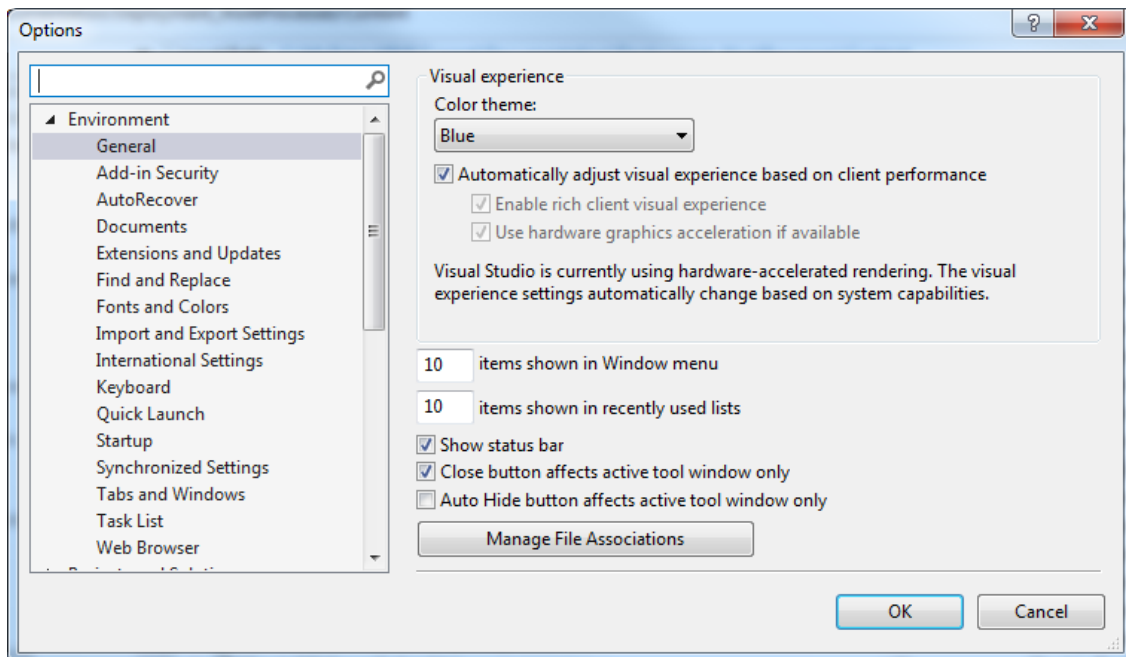 Options
Environment
General
Add-in Security
AutoRecover
Documents
Extensions and Updates
Find and Replace
Fonts and Colors
Import and Export Settings
International Settings
Keyboard
Quick Launch
Startup
Synchronized Settings
Tabs and Windows
Task List
Web Browser
Visual experience
Color theme:
Blue
Automatically adjust visual experience based on client performance
Enable rich client visual experience
Use hardware graphics acceleration if available
Visual Studio is currently using hardware-accelerated rendering. The visual
experience settings automatically change based on system capabilities.
10 items shown in Window menu
10 items shown in recently used lists
Show status bar
Close button affects active tool window only
Auto Hide button affects active tool window only
Manage File Associations
OK Cancel